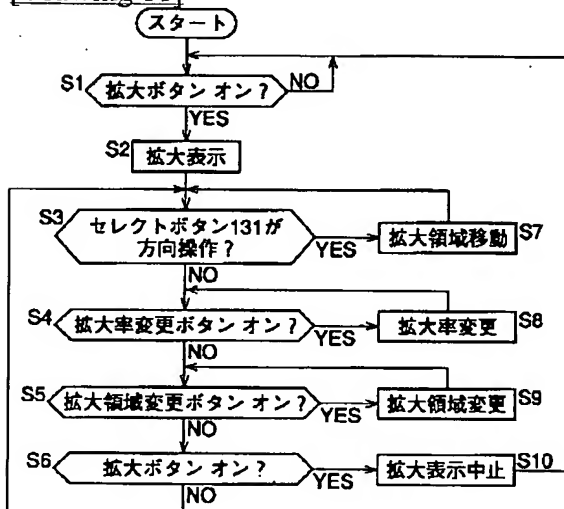 スタート
S1 拡大ボタン オン? NO
YES
S2 拡大表示
S3 セレクトボタン131が
方向操作? YES 拡大領域移動 S7
NO
S4 拡大率変更ボタン オン? YES 拡大率変更 S8
NO
S5 拡大領域変更ボタン オン? YES 拡大領域変更 S9
NO
S6 拡大ボタン オン? YES 拡大表示中止 S10
NO